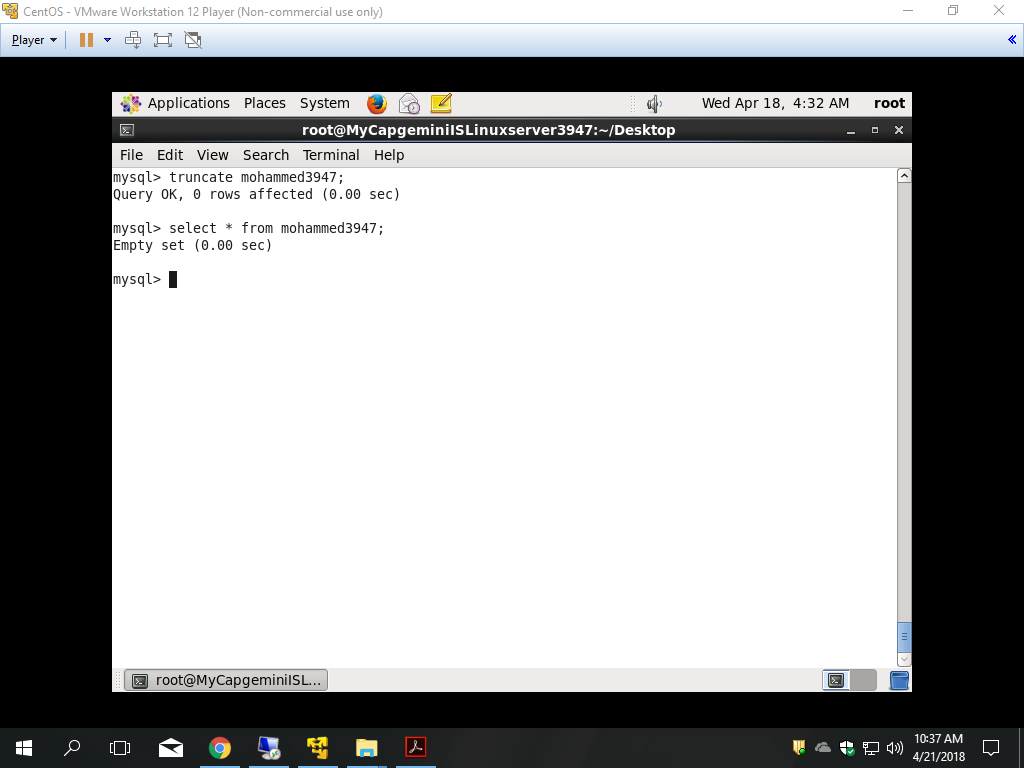 CentOS - VMware Workstation 12 Player (Non-commercial use only)
Player
Applications Places System Wed Apr 18, 4:32 AM root
root@MyCapgeminiISLinuxserver3947:~/Desktop
File Edit View Search Terminal Help
mysql> truncate mohammed3947;
Query OK, 0 rows affected (0.00 sec)
mysql> select * from mohammed3947;
Empty set (0.00 sec)
mysql>
root@MyCapgeminiISL...
10:37 AM
4/21/2018